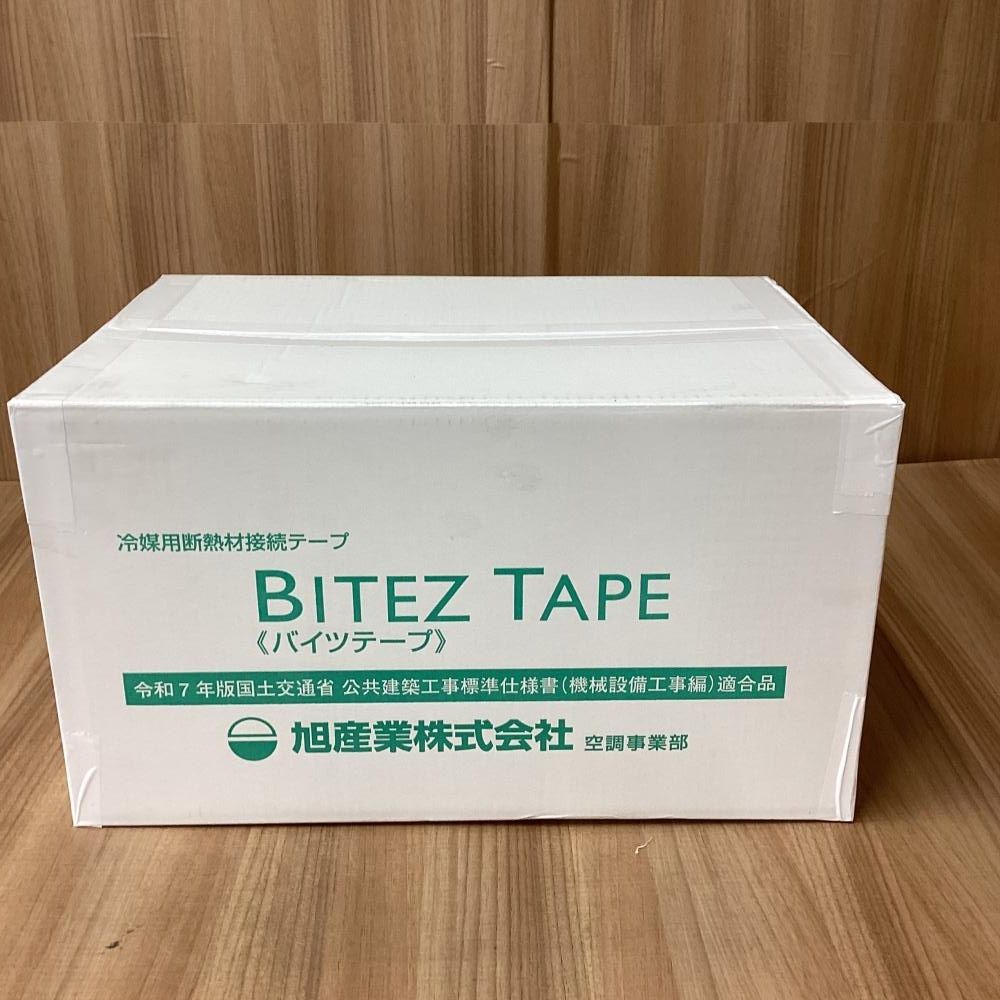 冷媒用断熱材接続テープ
BITEZ TAPE
《バイツテープ》
令和7年版国土交通省 公共建築工事標準仕様書(機械設備工事編)適合品
旭産業株式会社 空調事業部